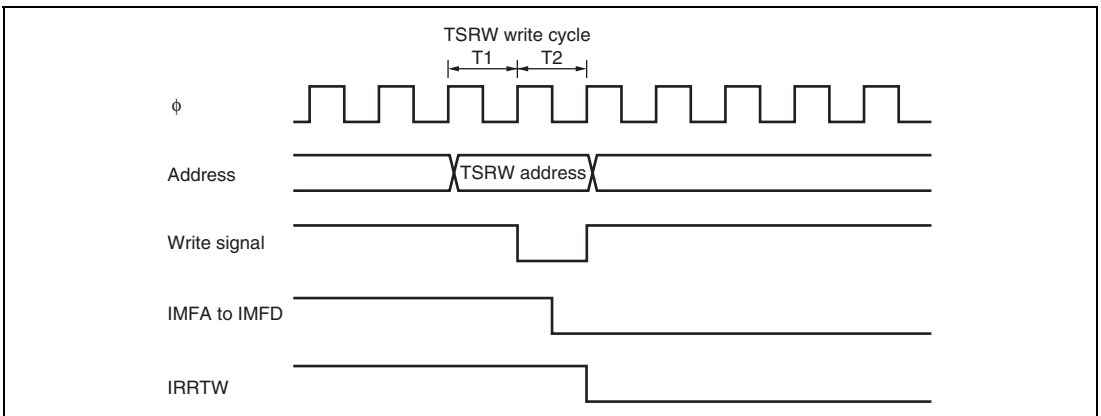 TSRW write cycle
T1 T2
ϕ
Address
TSRW address
Write signal
IMFA to IMFD
IRRTW